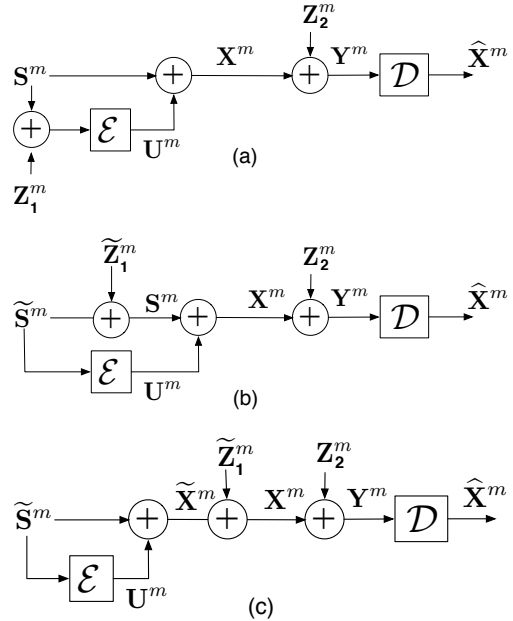 Z₂ᵐ
Sᵐ + Xᵐ + Yᵐ 𝒟 X̂ᵐ
+ ℰ Uᵐ
Z₁ᵐ
(a)
Z̃₁ᵐ Z₂ᵐ
S̃ᵐ + Sᵐ + Xᵐ + Yᵐ 𝒟 X̂ᵐ
ℰ Uᵐ
(b)
Z̃₁ᵐ Z₂ᵐ
S̃ᵐ + X̃ᵐ + Xᵐ + Yᵐ 𝒟 X̂ᵐ
ℰ Uᵐ
(c)